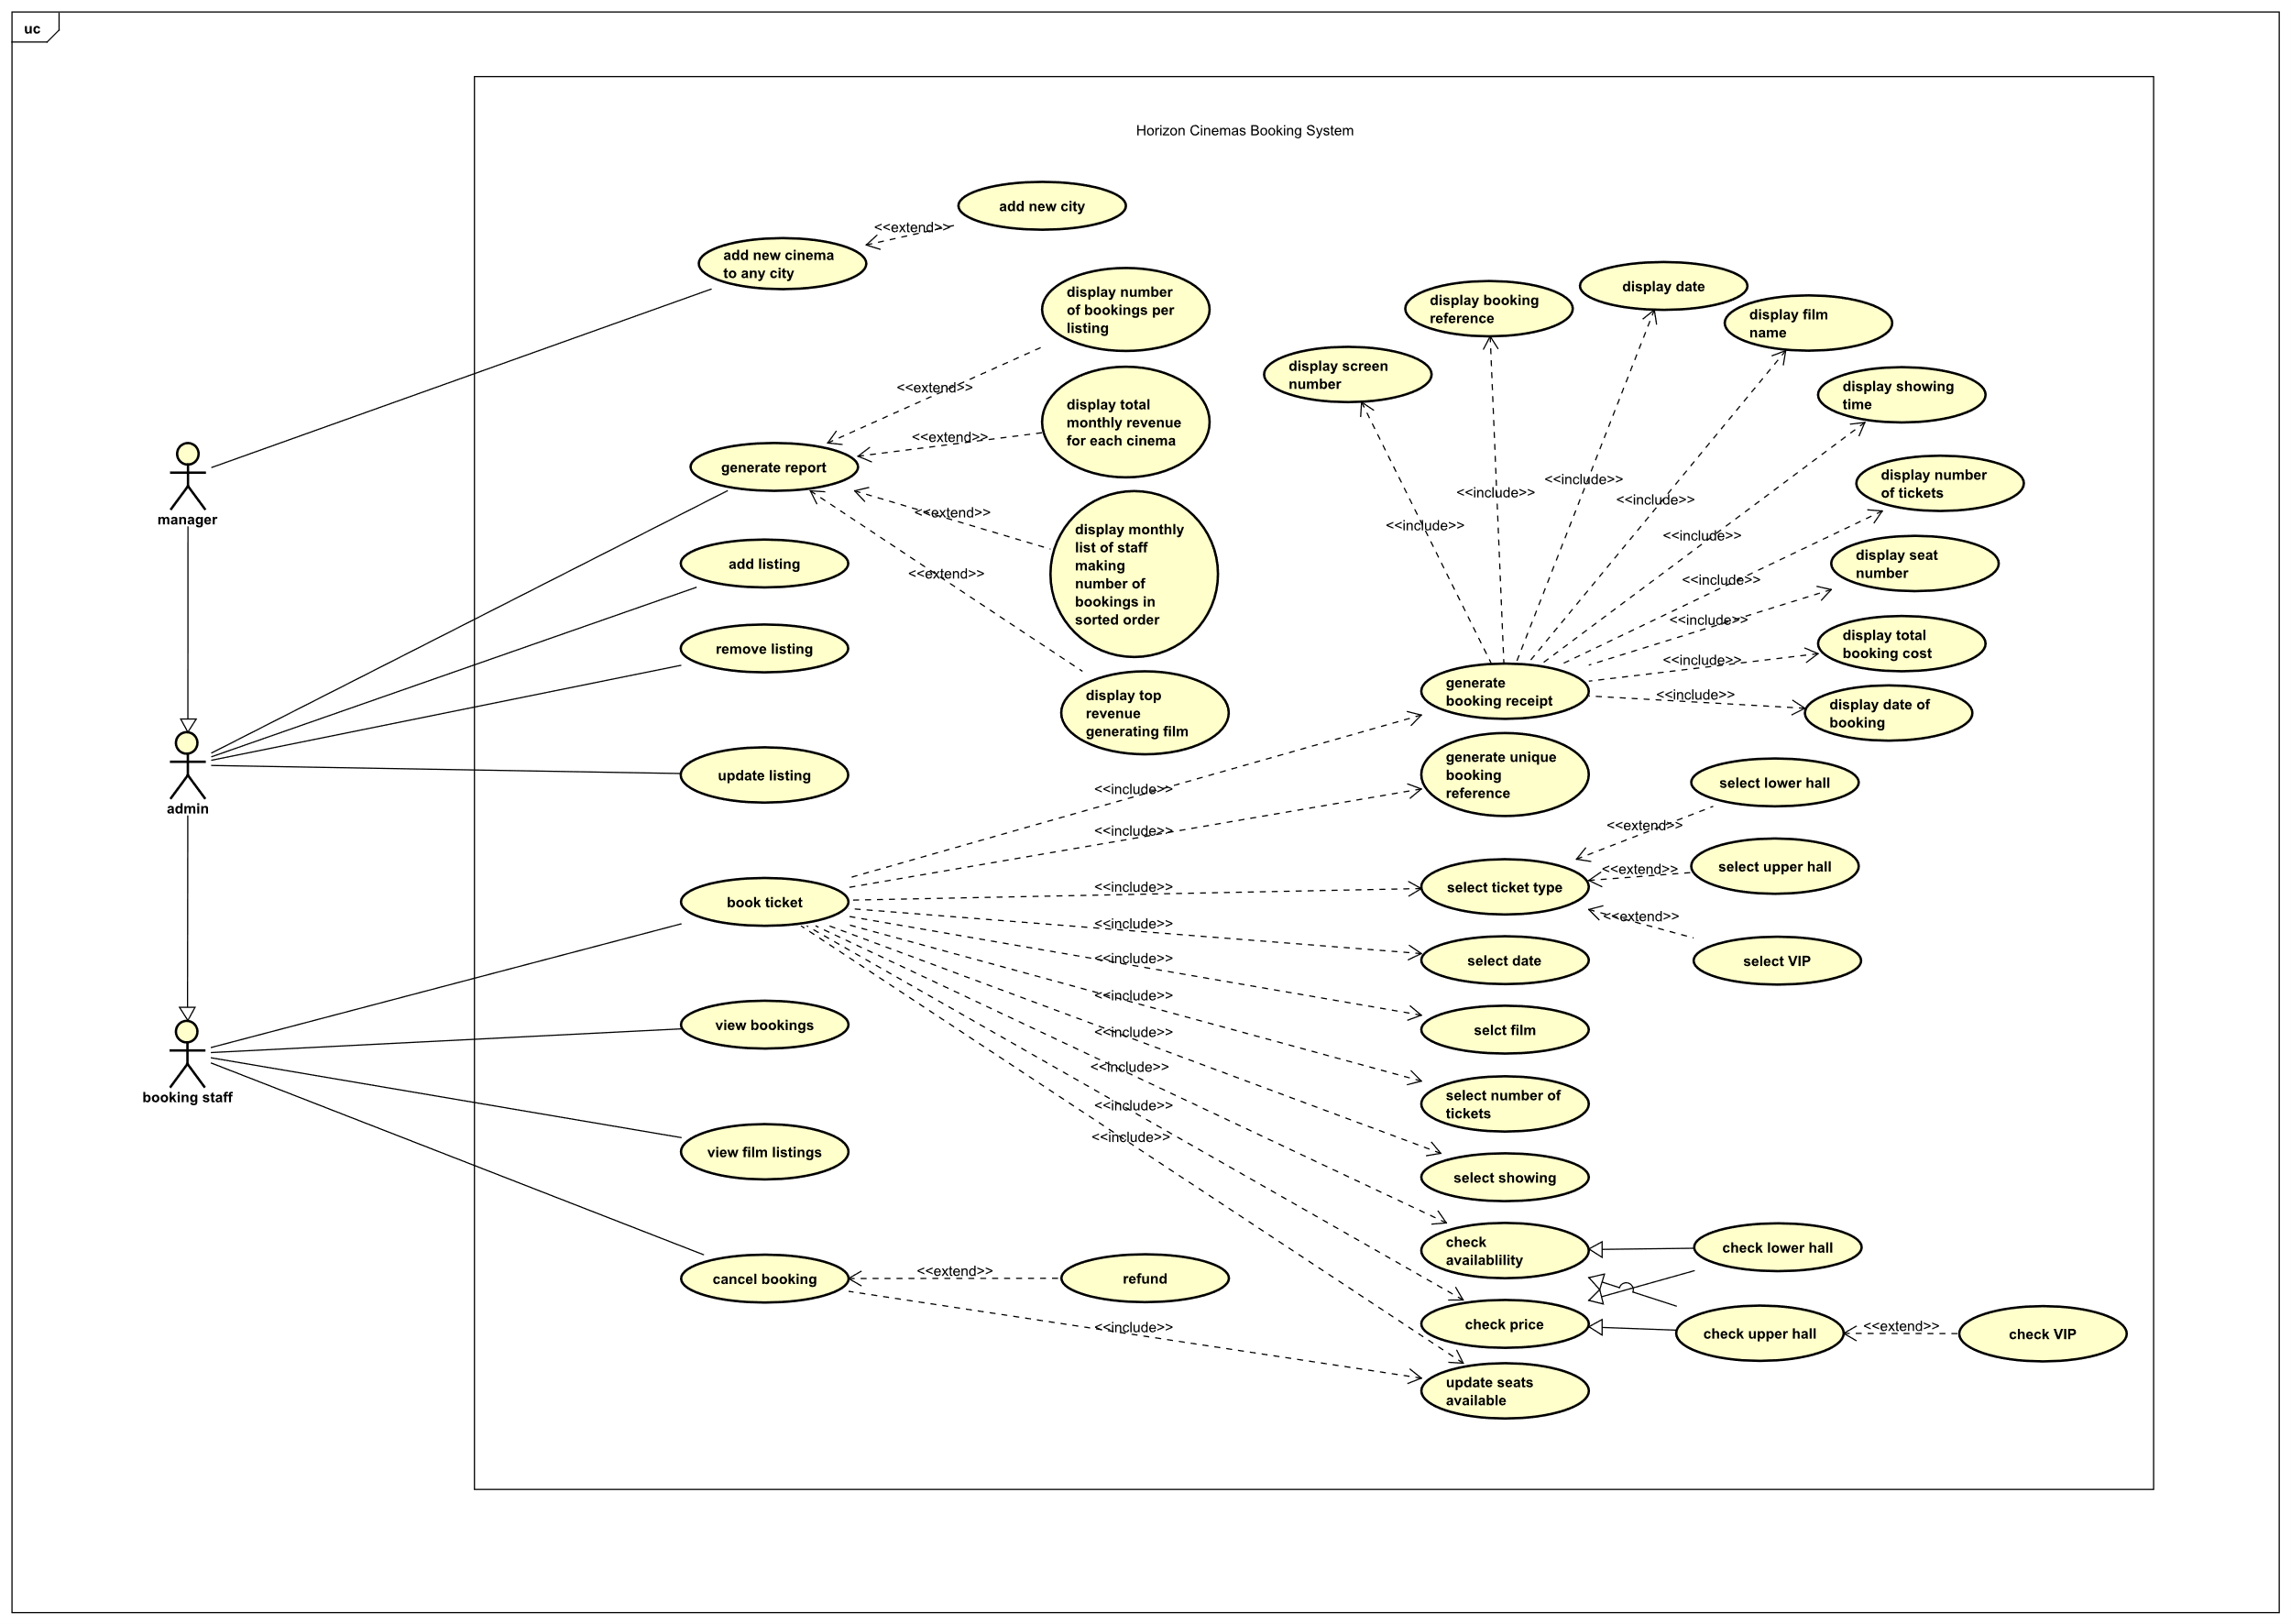 uc
Horizon Cinemas Booking System
add new city
<<extend>>
add new cinema
to any city
display number
of bookings per
listing
<<extend>>
display total
monthly revenue
for each cinema
<<extend>>
generate report
<<extend>>
display monthly
list of staff
making
number of
bookings in
sorted order
<<extend>>
display top
revenue
generating film
manager
add listing
remove listing
update listing
admin
display screen
number
display booking
reference
display date
display film
name
display showing
time
display number
of tickets
display seat
number
display total
booking cost
display date of
booking
<<include>>
<<include>>
<<include>>
<<include>>
<<include>>
<<include>>
<<include>>
<<include>>
<<include>>
generate
booking receipt
<<include>>
generate unique
booking
reference
<<include>>
book ticket
<<include>>
select ticket type
<<extend>>
select lower hall
<<extend>>
select upper hall
<<extend>>
select VIP
<<include>>
select date
<<include>>
selct film
<<include>>
select number of
tickets
<<include>>
select showing
<<include>>
check
availablility
<<include>>
check price
<<include>>
update seats
available
booking staff
view bookings
view film listings
cancel booking
<<extend>>
refund
<<include>>
check lower hall
check upper hall
<<extend>>
check VIP